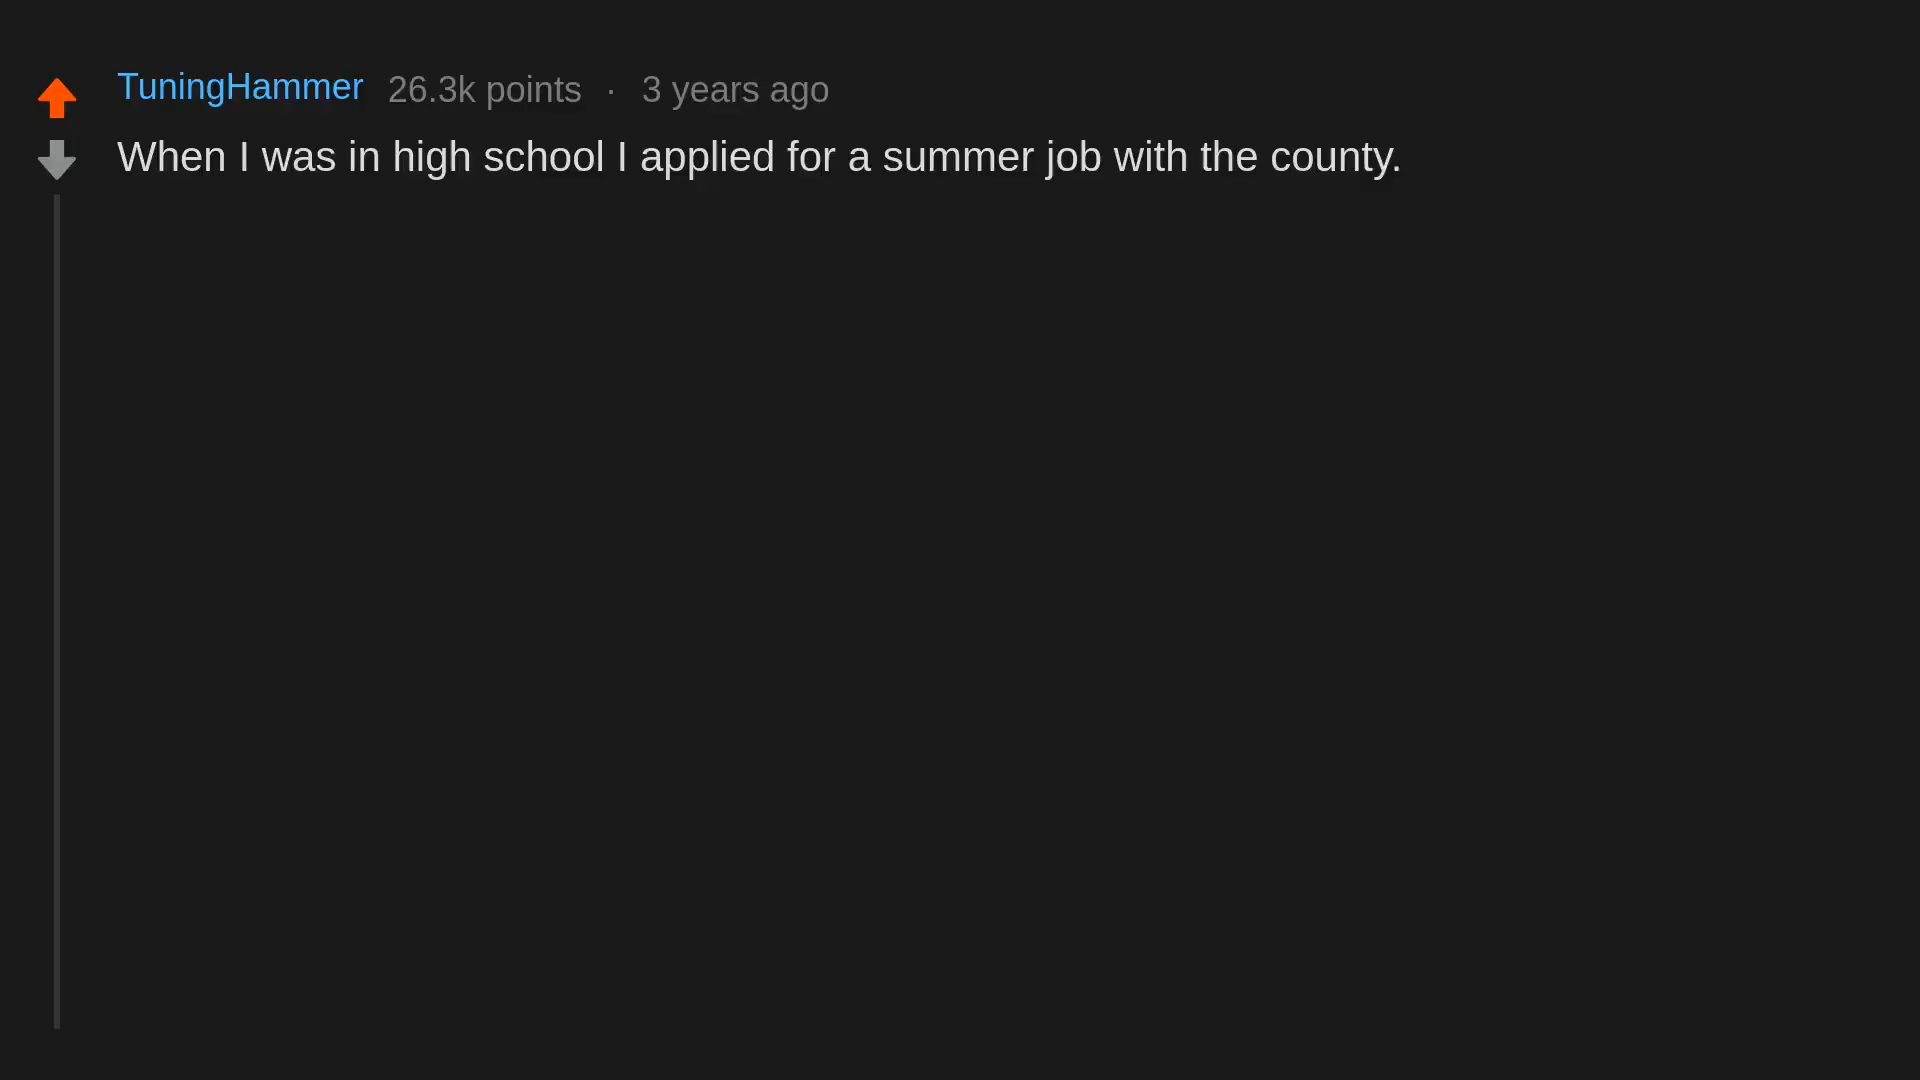 TuningHammer 26.3k points · 3 years ago
When I was in high school I applied for a summer job with the county.